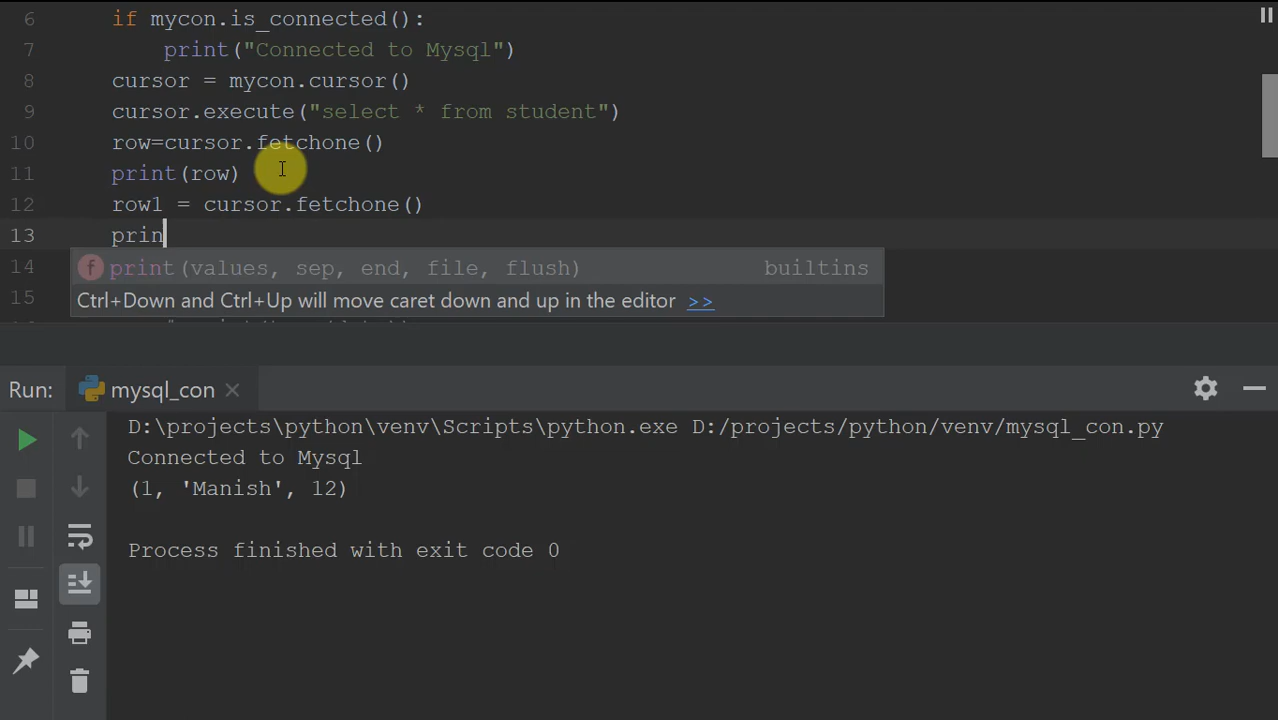 6 if mycon.is_connected():
7 print("Connected to Mysql")
8 cursor = mycon.cursor()
9 cursor.execute("select * from student")
10 row=cursor.fetchone()
11 print(row)
12 row1 = cursor.fetchone()
13 prin
14 f print(values, sep, end, file, flush) builtins
15 Ctrl+Down and Ctrl+Up will move caret down and up in the editor >>
Run: mysql_con
D:\projects\python\venv\Scripts\python.exe D:/projects/python/venv/mysql_con.py
Connected to Mysql
(1, 'Manish', 12)
Process finished with exit code 0